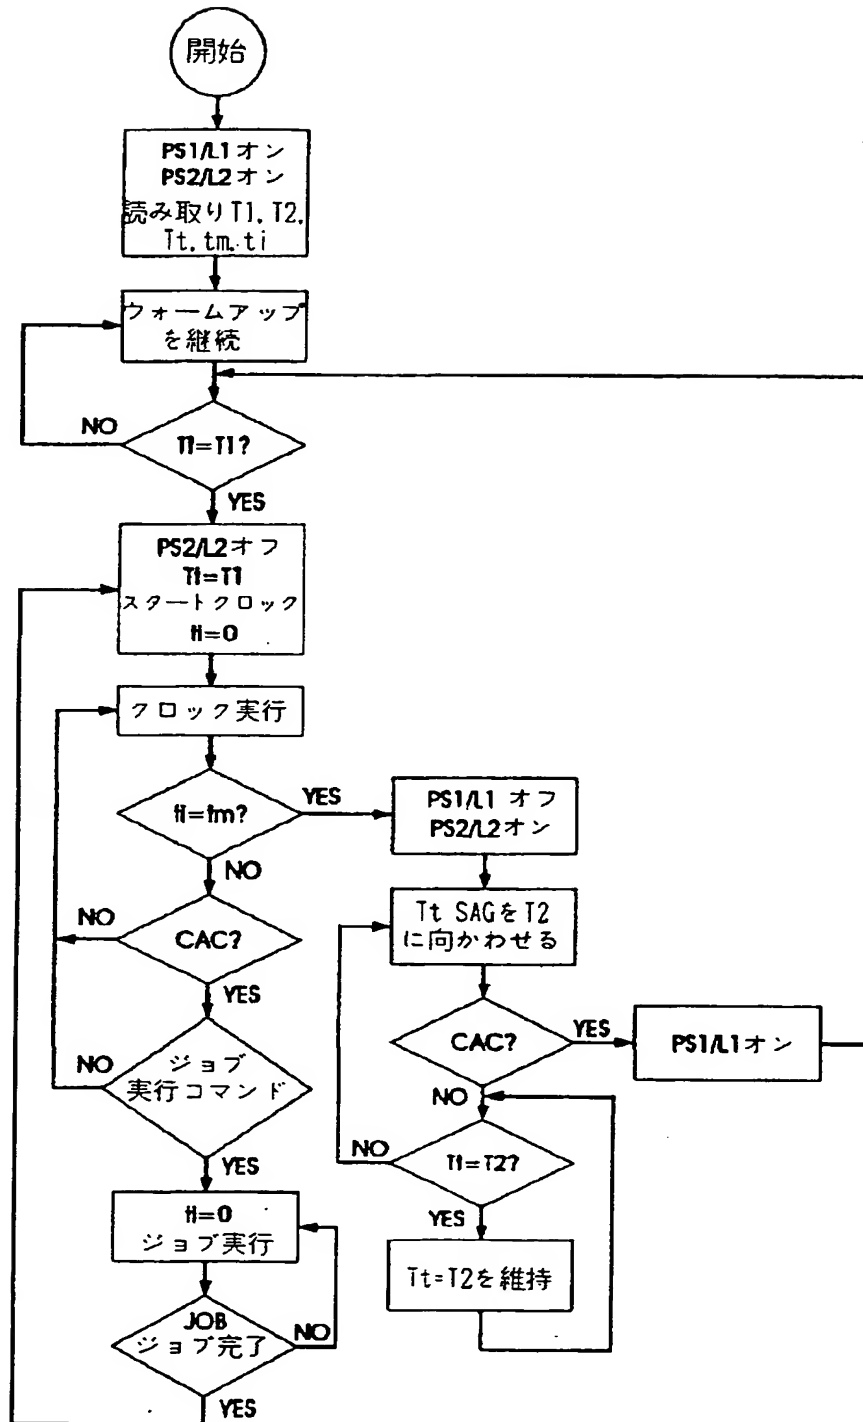 開始
PS1/L1オン
PS2/L2オン
読み取りT1,T2,
Tt,tm,ti
ウォームアップ
を継続
NO
Tt=T1?
YES
PS2/L2オフ
Tt=T1
スタートクロック
ti=0
クロック実行
ti=tm?
YES
PS1/L1 オフ
PS2/L2オン
NO
Tt SAGをT2
に向かわせる
NO
CAC?
YES
CAC?
YES
PS1/L1オン
NO
NO
ジョブ
実行コマンド
YES
NO
Tt=T2?
YES
ti=0
ジョブ実行
Tt=T2を維持
JOB
ジョブ完了
NO
YES